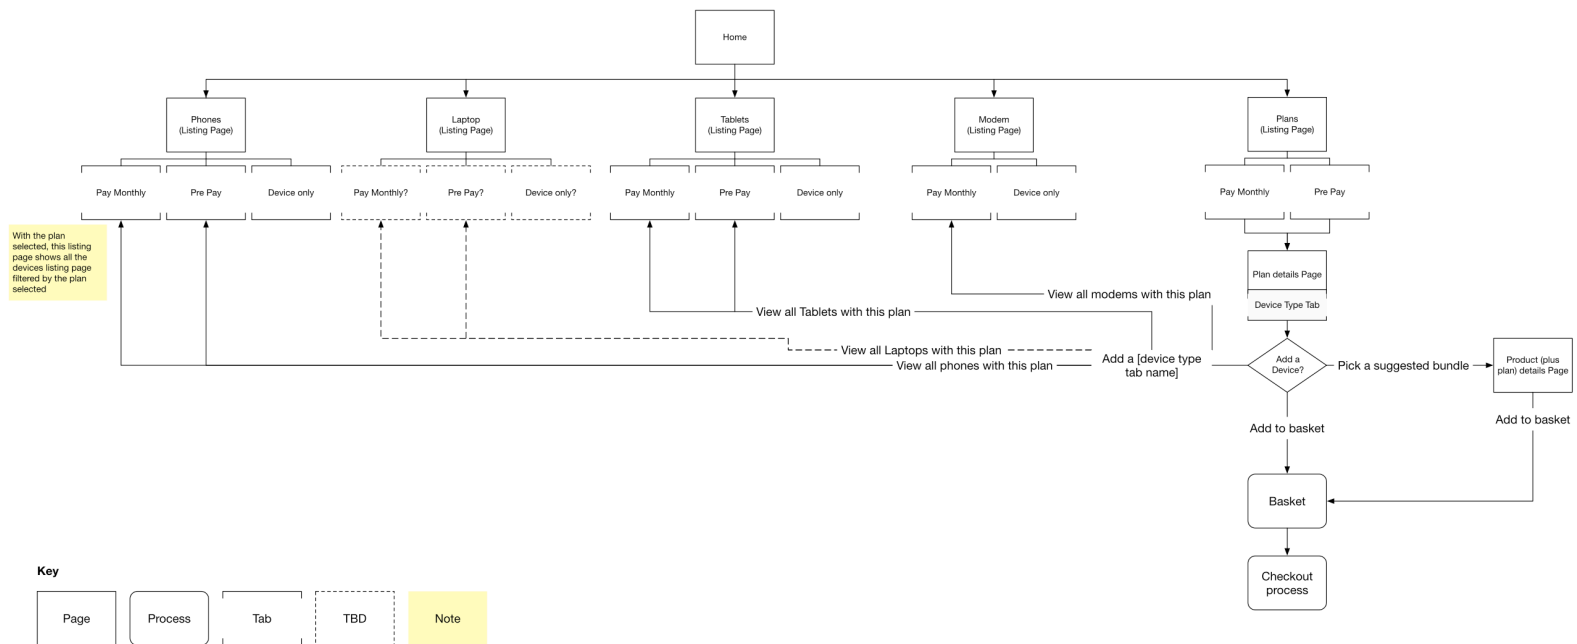 Home
Phones
(Listing Page)
Laptop
(Listing Page)
Tablets
(Listing Page)
Modem
(Listing Page)
Plans
(Listing Page)
Pay Monthly
Pre Pay
Device only
Pay Monthly?
Pre Pay?
Device only?
Pay Monthly
Pre Pay
Device only
Pay Monthly
Device only
Pay Monthly
Pre Pay
With the plan
selected, this listing
page shows all the
devices listing page
filtered by the plan
selected
Plan details Page
Device Type Tab
View all modems with this plan
View all Tablets with this plan
View all Laptops with this plan
View all phones with this plan
Add a [device type
tab name]
Add a
Device?
Pick a suggested bundle
Product (plus
plan) details Page
Add to basket
Add to basket
Basket
Checkout
process
Key
Page
Process
Tab
TBD
Note